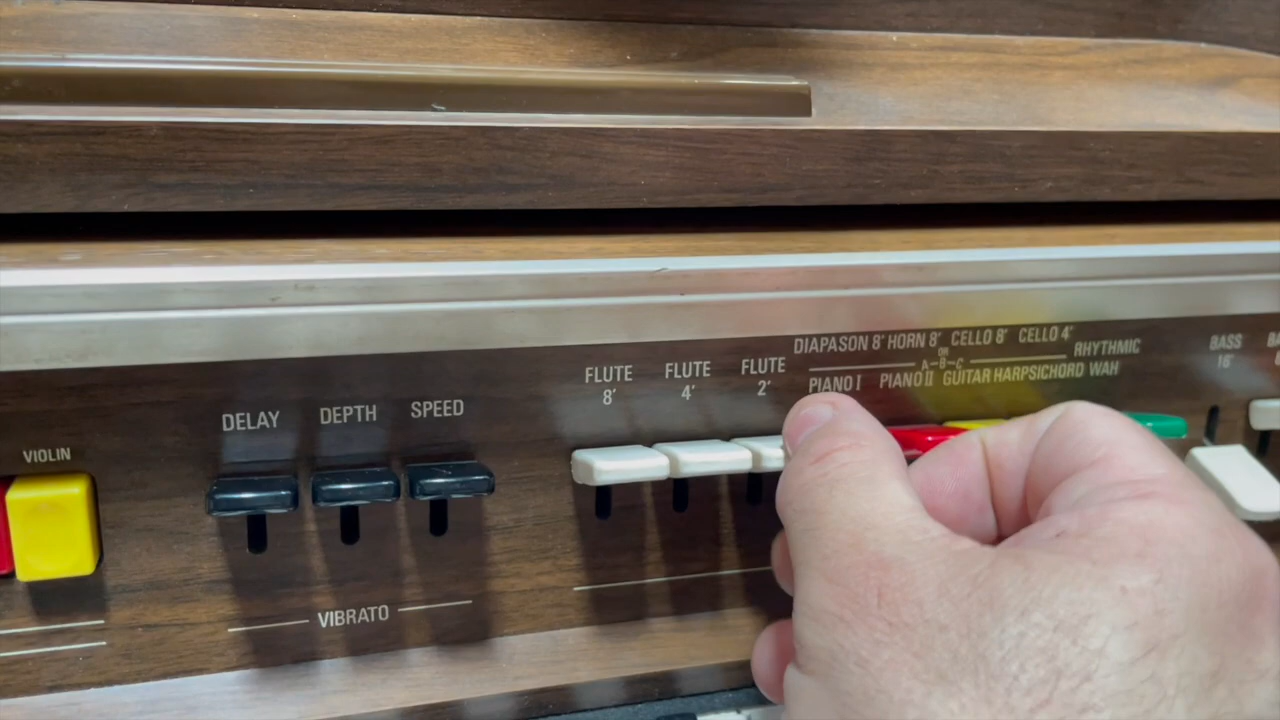 VIOLIN
DELAY
DEPTH
SPEED
VIBRATO
FLUTE
8'
FLUTE
4'
FLUTE
2'
DIAPASON 8' HORN 8' CELLO 8' CELLO 4'
OR
A-B-C
RHYTHMIC
PIANO I PIANO II GUITAR HARPSICHORD WAH
BASS
16'